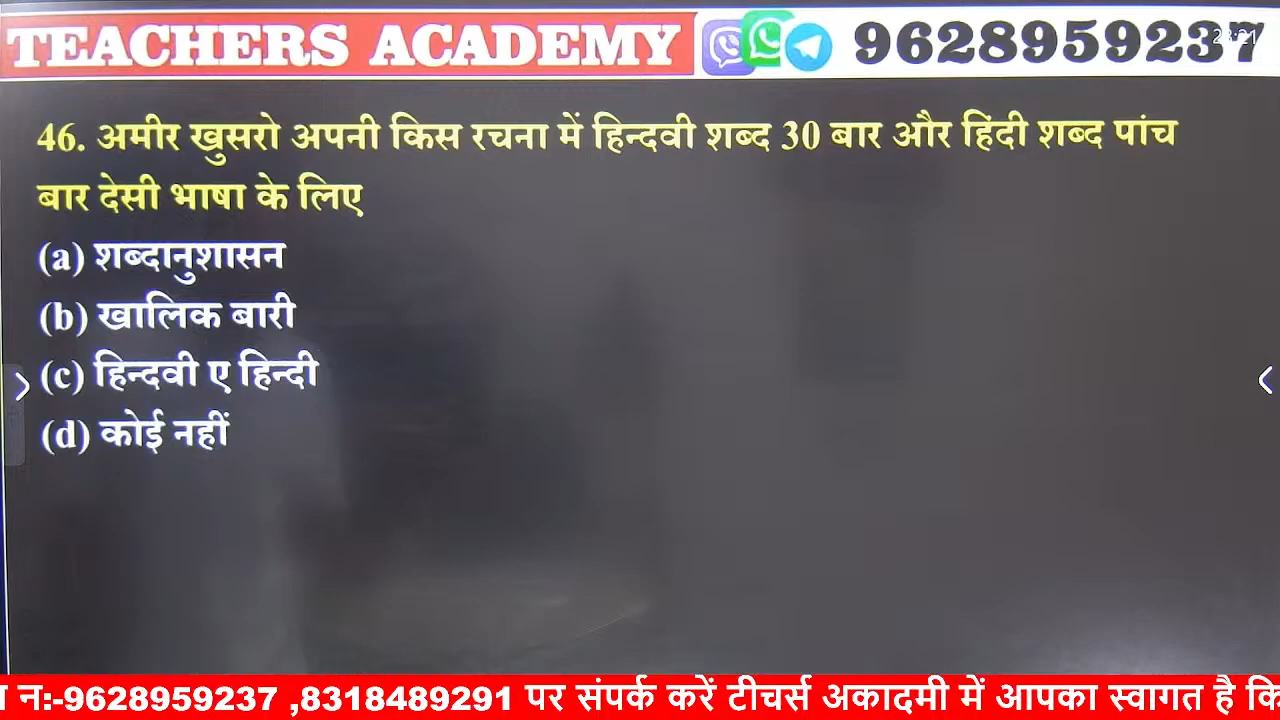 TEACHERS ACADEMY 9628959237
46. अमीर खुसरो अपनी किस रचना में हिन्दवी शब्द 30 बार और हिंदी शब्द पांच
बार देसी भाषा के लिए
(a) शब्दानुशासन
(b) खालिक बारी
(c) हिन्दवी ए हिन्दी
(d) कोई नहीं
न:-9628959237 ,8318489291 पर संपर्क करें टीचर्स अकादमी में आपका स्वागत है